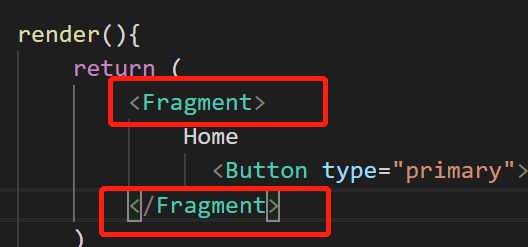 render(){
return (
<Fragment>
Home
<Button type="primary">
</Fragment>
)